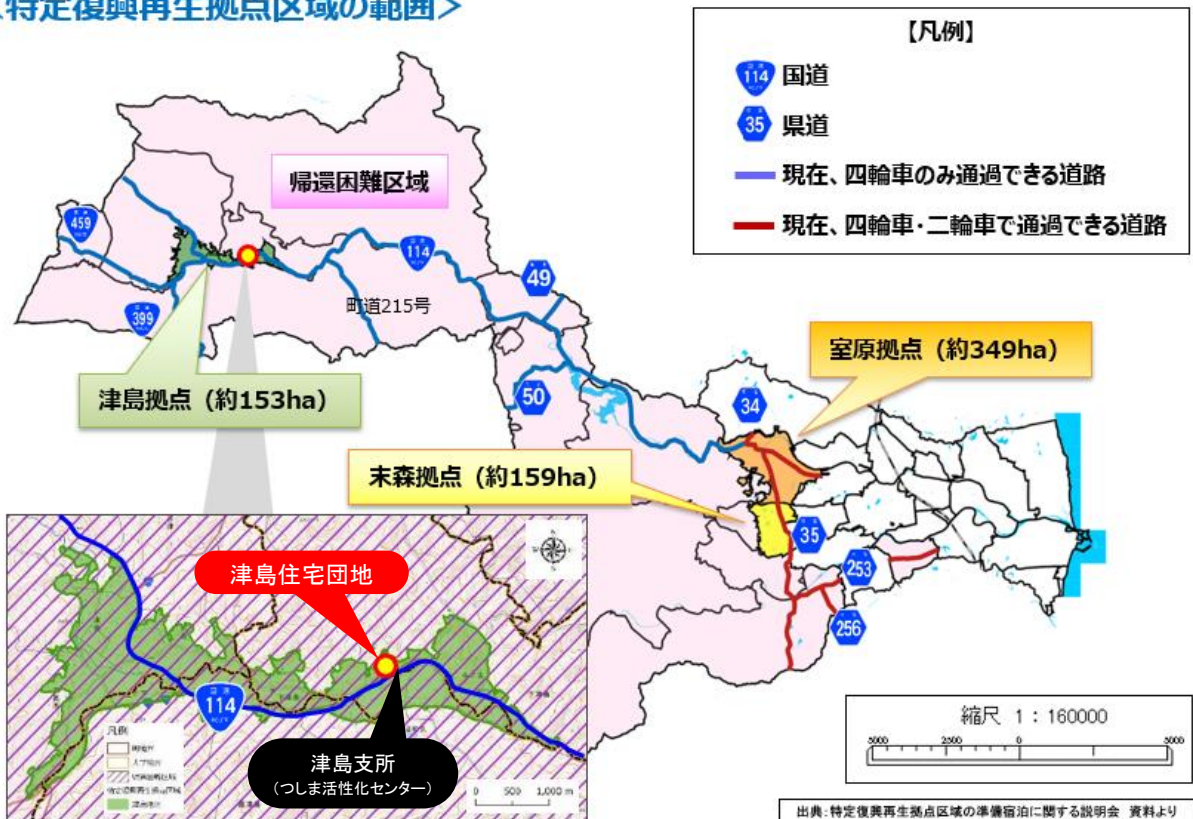 特定復興再生拠点区域の範囲＞
【凡例】
114 国道
35 県道
現在、四輪車のみ通過できる道路
現在、四輪車・二輪車で通過できる道路
帰還困難区域
459
114
49
399
町道215号
津島拠点（約153ha）
50
室原拠点（約349ha）
34
末森拠点（約159ha）
35
253
256
津島住宅団地
114
津島支所
（つしま活性化センター）
凡例
0 500 1,000 m
縮尺 1：160000
5000 2500 0 5000
出典：特定復興再生拠点区域の準備宿泊に関する説明会 資料より